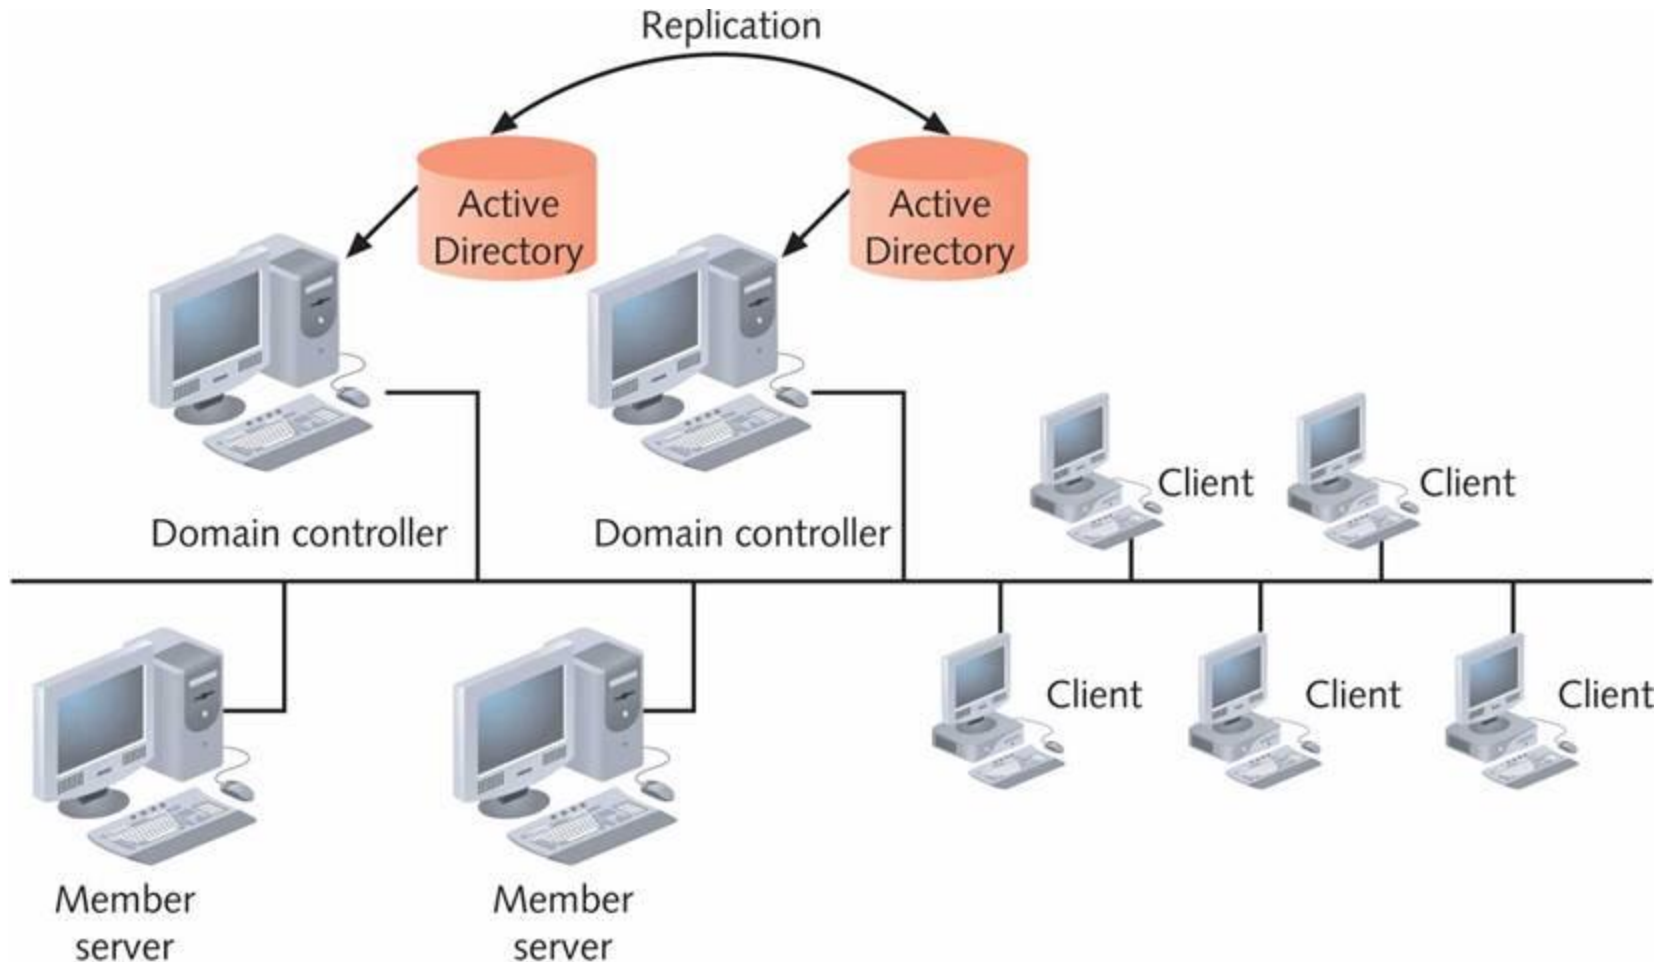 Replication
Active
Directory
Active
Directory
Domain controller
Domain controller
Client
Client
Client
Client
Client
Member
server
Member
server